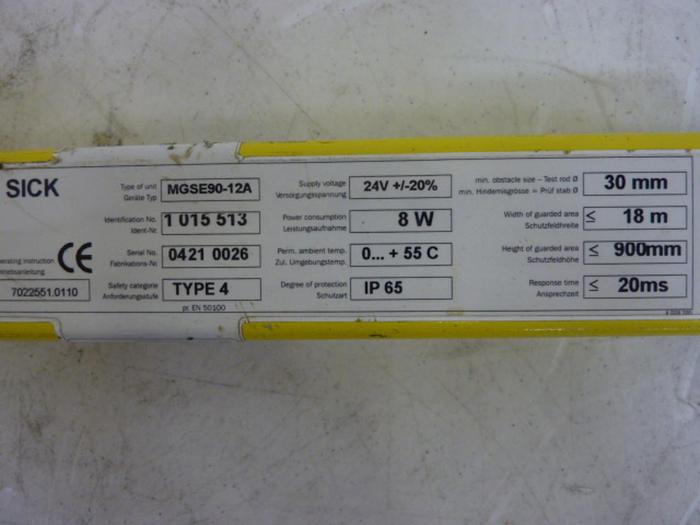 SICK
Type of unit
Geräte Typ
MGSE90-12A
Identification No.
Ident-Nr.
1 015 513
Serial No.
Fabrikations-Nr.
0421 0026
Safety category
Anforderungsstufe
TYPE 4
pr. EN 50100
operating instruction
CE
7022551.0110
Supply voltage
Versorgungsspannung
24V +/-20%
Power consumption
Leistungsaufnahme
8 W
Perm. ambient temp.
Zul. Umgebungstemp.
0... + 55 C
Degree of protection
Schutzart
IP 65
min. obstacle size – Test rod Ø
min. Hindernisgrösse = Prüf stab Ø
30 mm
Width of guarded area
Schutzfeldbreite
≤ 18 m
Height of guarded area
Schutzfeldhöhe
≤ 900mm
Response time
Ansprechzeit
≤ 20ms